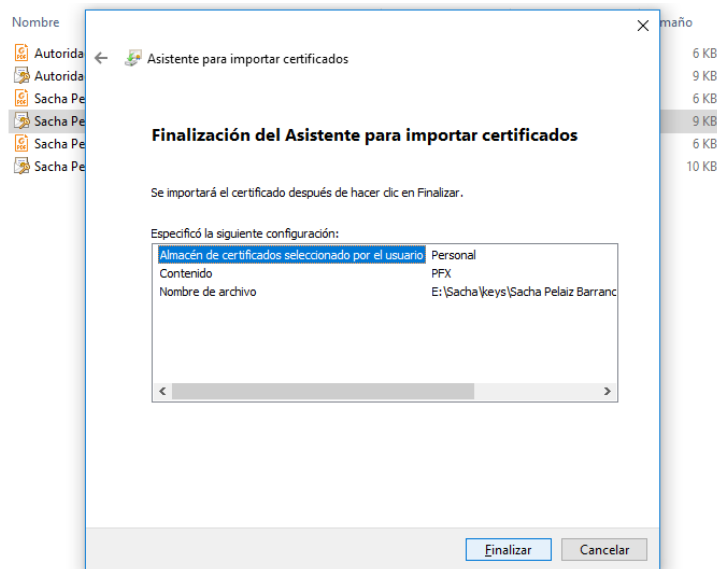 Nombre
maño
Autorida
6 KB
Asistente para importar certificados
Autorida
9 KB
Sacha Pe
6 KB
Sacha Pe
9 KB
Sacha Pe
6 KB
Sacha Pe
10 KB
Finalización del Asistente para importar certificados
Se importará el certificado después de hacer clic en Finalizar.
Especificó la siguiente configuración:
Almacén de certificados seleccionado por el usuario Personal
Contenido PFX
Nombre de archivo E:\Sacha\keys\Sacha Pelaiz Barranc
Finalizar Cancelar